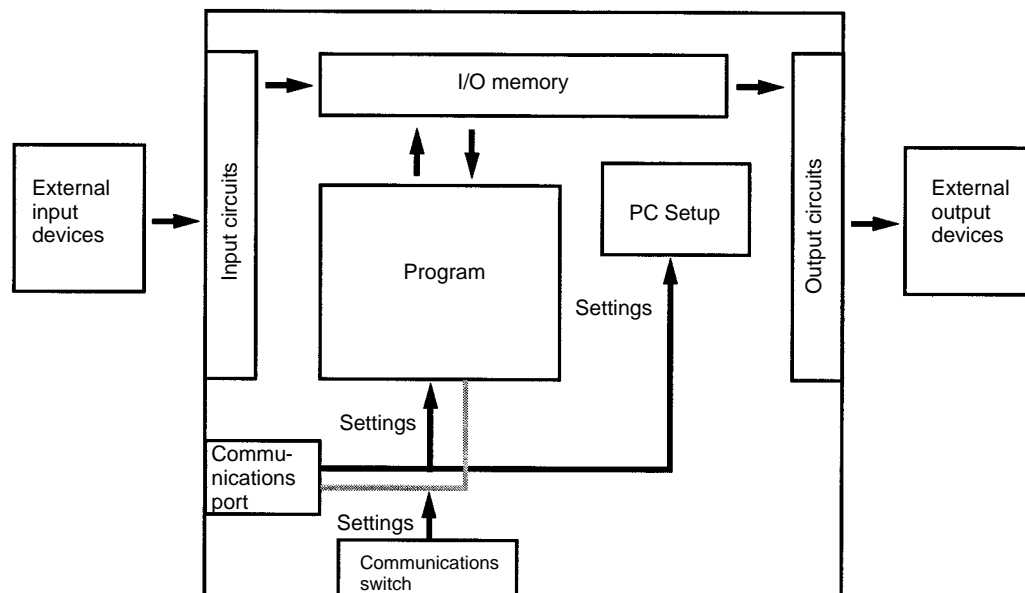 I/O memory
External
input
devices
Input circuits
Program
PC Setup
Output circuits
External
output
devices
Settings
Settings
Commu-
nications
port
Settings
Communications
switch